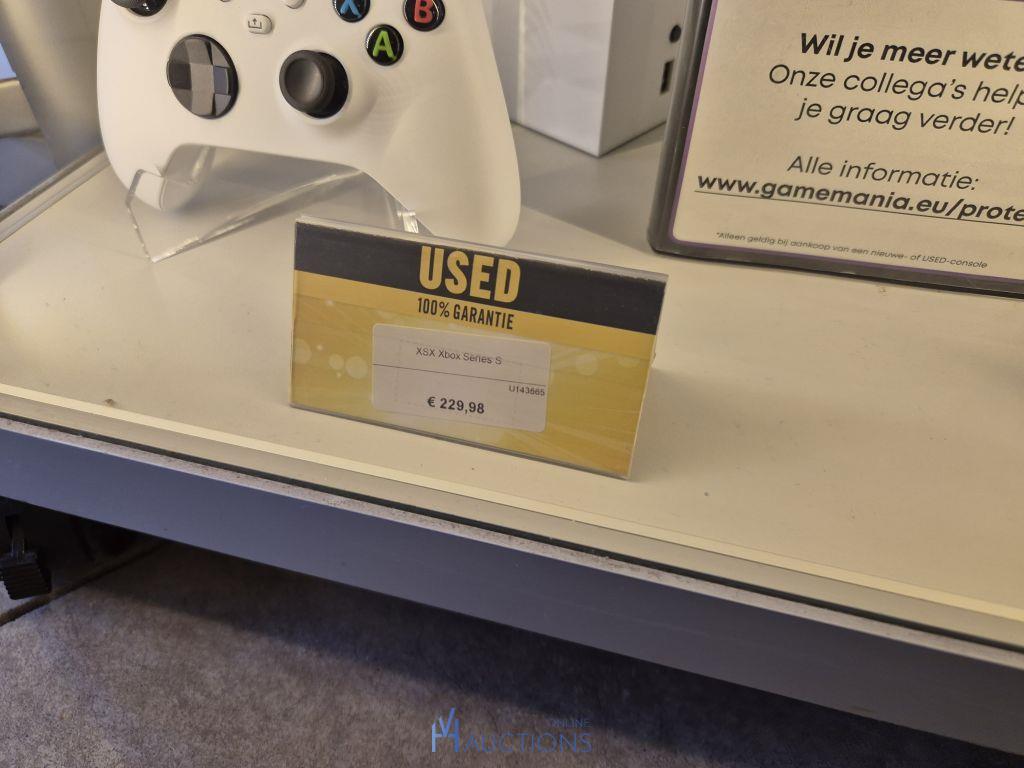 X
B
A
Wil je meer wete
Onze collega's help
je graag verder!
Alle informatie:
www.gamemania.eu/prote
*Alleen geldig bij aankoop van een nieuwe- of USED-console
USED
100% GARANTIE
XSX Xbox Series S
U143665
€ 229,98
VH ONLINE
AUCTIONS